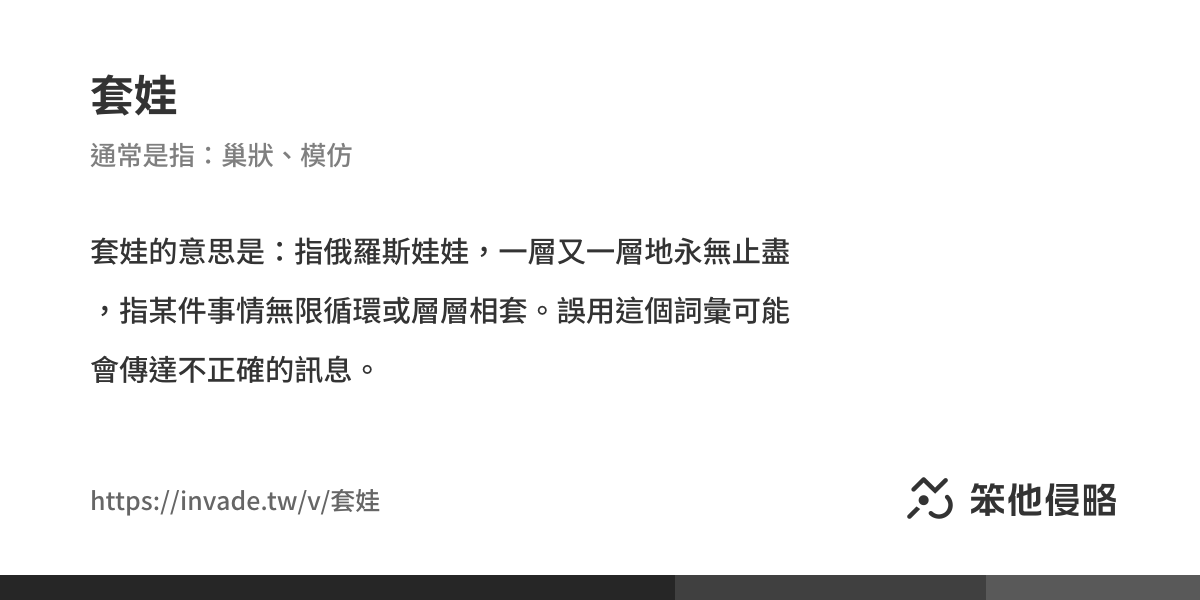 套娃
通常是指：巢狀、模仿
套娃的意思是：指俄羅斯娃娃，一層又一層地永無止盡
，指某件事情無限循環或層層相套。誤用這個詞彙可能
會傳達不正確的訊息。
https://invade.tw/v/套娃
笨他侵略